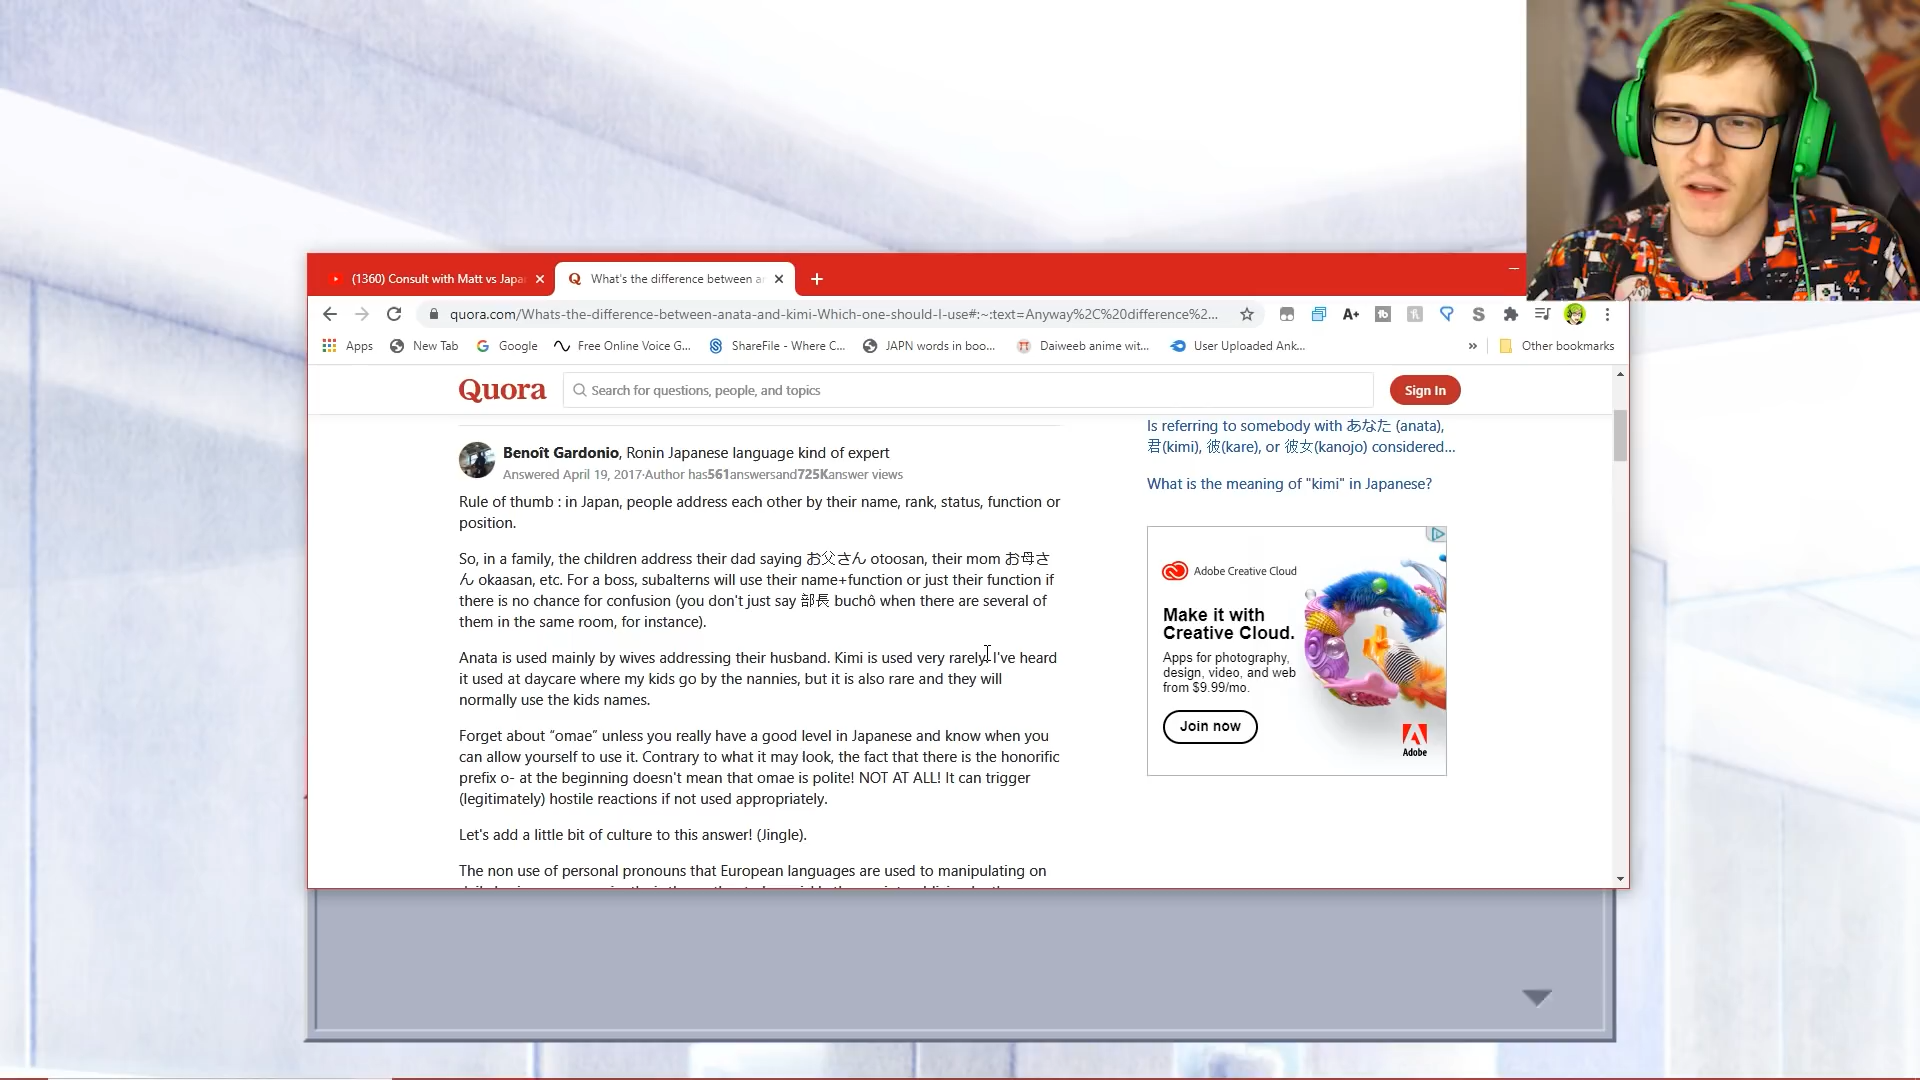 (1360) Consult with Matt vs Japa
What's the difference between a
quora.com/Whats-the-difference-between-anata-and-kimi-Which-one-should-I-use#:~:text=Anyway%2C%20difference%2...
Apps
New Tab
Google
Free Online Voice G...
ShareFile - Where C...
JAPN words in boo...
Daiweeb anime wit...
User Uploaded Ank...
»
Other bookmarks
Quora
Search for questions, people, and topics
Sign In
Benoît Gardonio, Ronin Japanese language kind of expert
Answered April 19, 2017·Author has561answersand725Kanswer views
Rule of thumb : in Japan, people address each other by their name, rank, status, function or
position.
So, in a family, the children address their dad saying お父さん otoosan, their mom お母さ
ん okaasan, etc. For a boss, subalterns will use their name+function or just their function if
there is no chance for confusion (you don't just say 部長 buchô when there are several of
them in the same room, for instance).
Anata is used mainly by wives addressing their husband. Kimi is used very rarely. I've heard
it used at daycare where my kids go by the nannies, but it is also rare and they will
normally use the kids names.
Forget about “omae” unless you really have a good level in Japanese and know when you
can allow yourself to use it. Contrary to what it may look, the fact that there is the honorific
prefix o- at the beginning doesn't mean that omae is polite! NOT AT ALL! It can trigger
(legitimately) hostile reactions if not used appropriately.
Let's add a little bit of culture to this answer! (Jingle).
The non use of personal pronouns that European languages are used to manipulating on
Is referring to somebody with あなた (anata),
君(kimi), 彼(kare), or 彼女(kanojo) considered...
What is the meaning of "kimi" in Japanese?
Adobe Creative Cloud
Make it with
Creative Cloud.
Apps for photography,
design, video, and web
from $9.99/mo.
Join now
Adobe